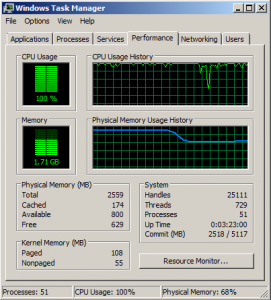 Windows Task Manager
File Options View Help
Applications Processes Services Performance Networking Users
CPU Usage CPU Usage History
100 %
Memory Physical Memory Usage History
1.71 GB
Physical Memory (MB) System
Total 2559 Handles 25111
Cached 174 Threads 729
Available 800 Processes 51
Free 629 Up Time 0:03:23:00
Kernel Memory (MB) Commit (MB) 2518 / 5117
Paged 108
Nonpaged 55 Resource Monitor...
Processes: 51 CPU Usage: 100% Physical Memory: 68%